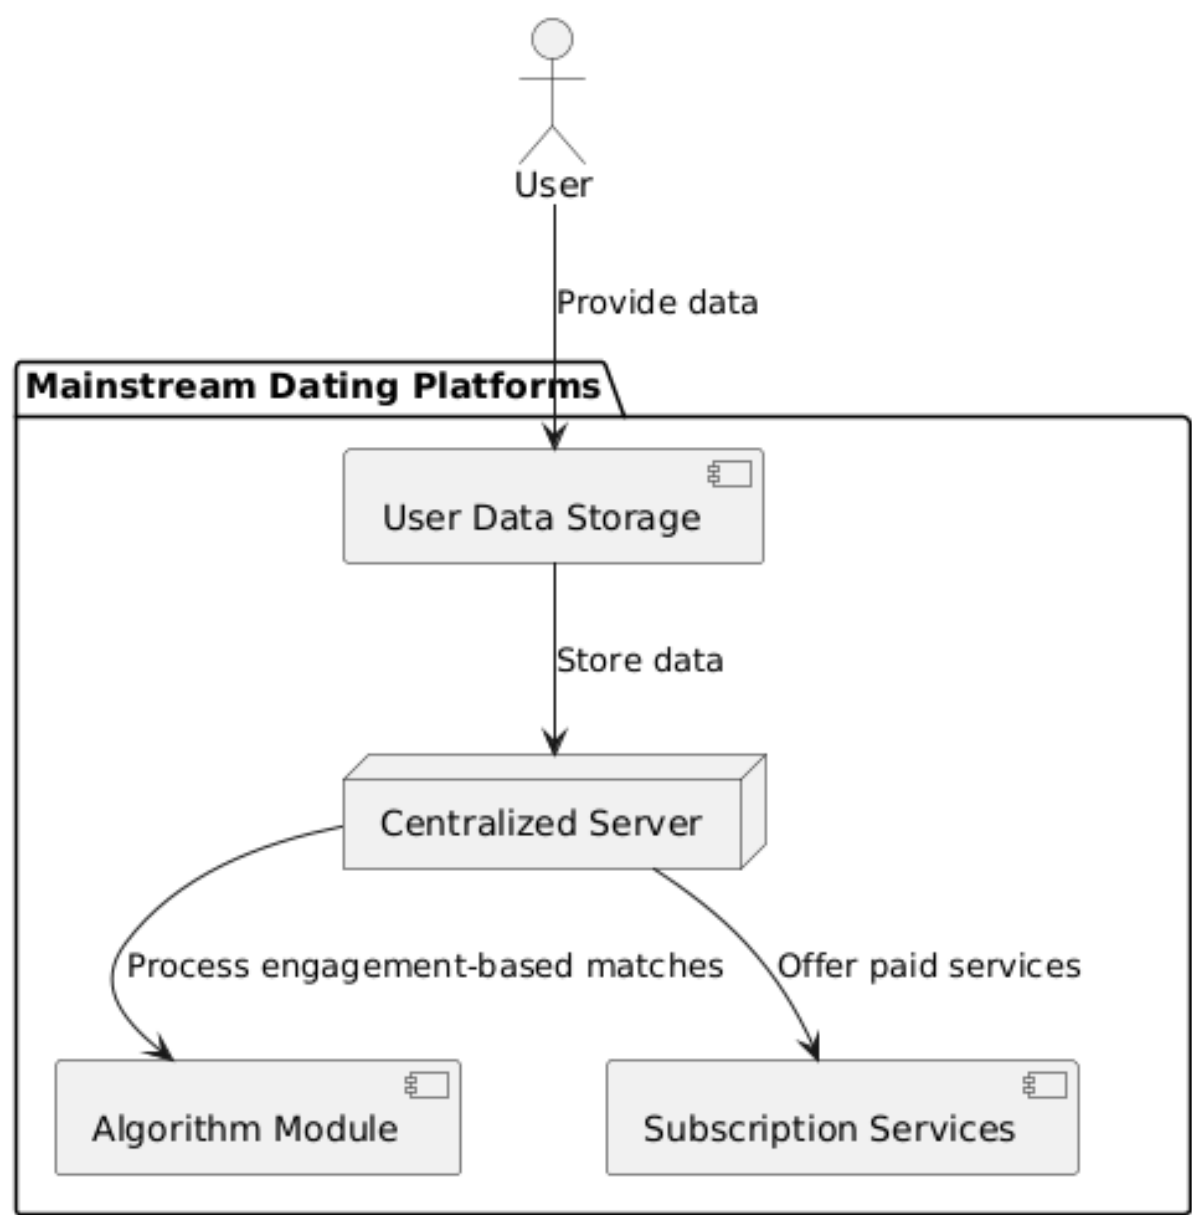 User
Provide data
Mainstream Dating Platforms
User Data Storage
Store data
Centralized Server
Process engagement-based matches
Offer paid services
Algorithm Module
Subscription Services